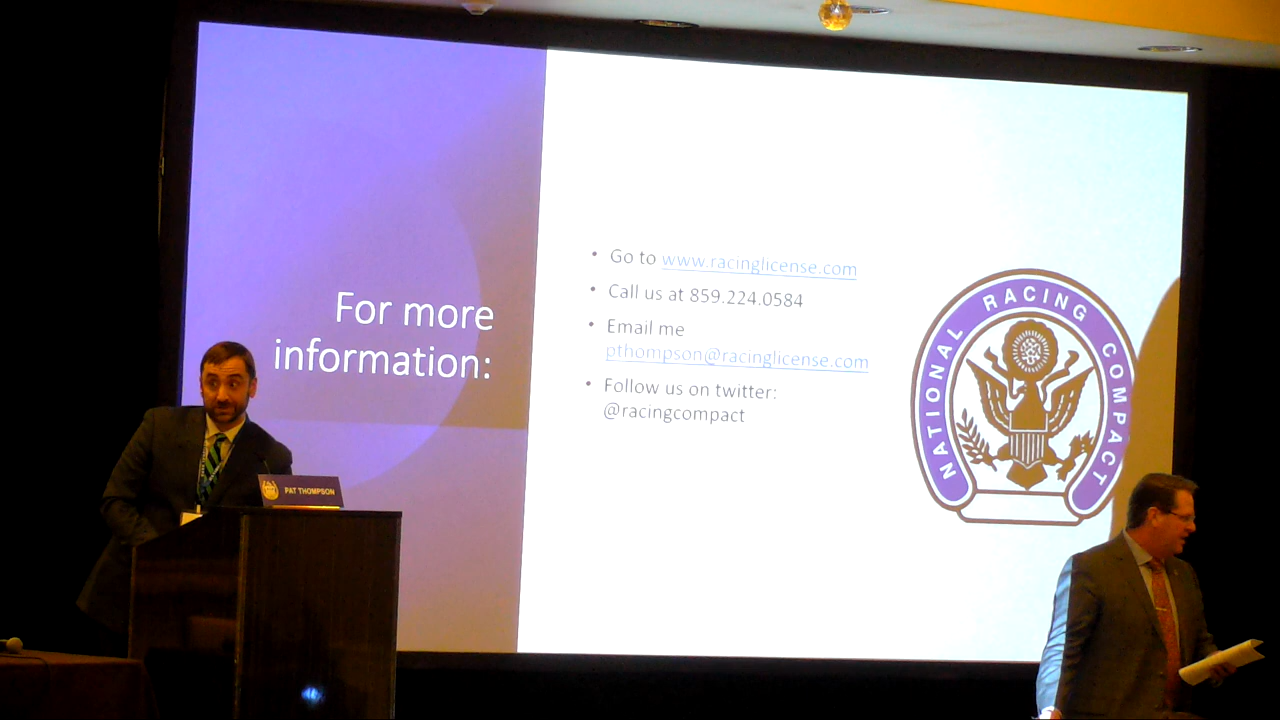 For more
information:
• Go to www.racinglicense.com
• Call us at 859.224.0584
• Email me
pthompson@racinglicense.com
• Follow us on twitter:
@racingcompact
NATIONAL RACING COMPACT
PAT THOMPSON